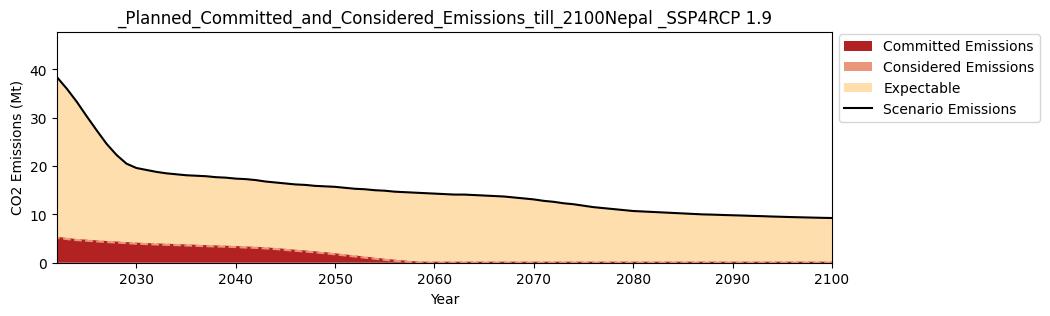 _Planned_Committed_and_Considered_Emissions_till_2100Nepal _SSP4RCP 1.9
CO2 Emissions (Mt)
40
30
20
10
0
2030 2040 2050 2060 2070 2080 2090 2100
Year
Committed Emissions
Considered Emissions
Expectable
Scenario Emissions